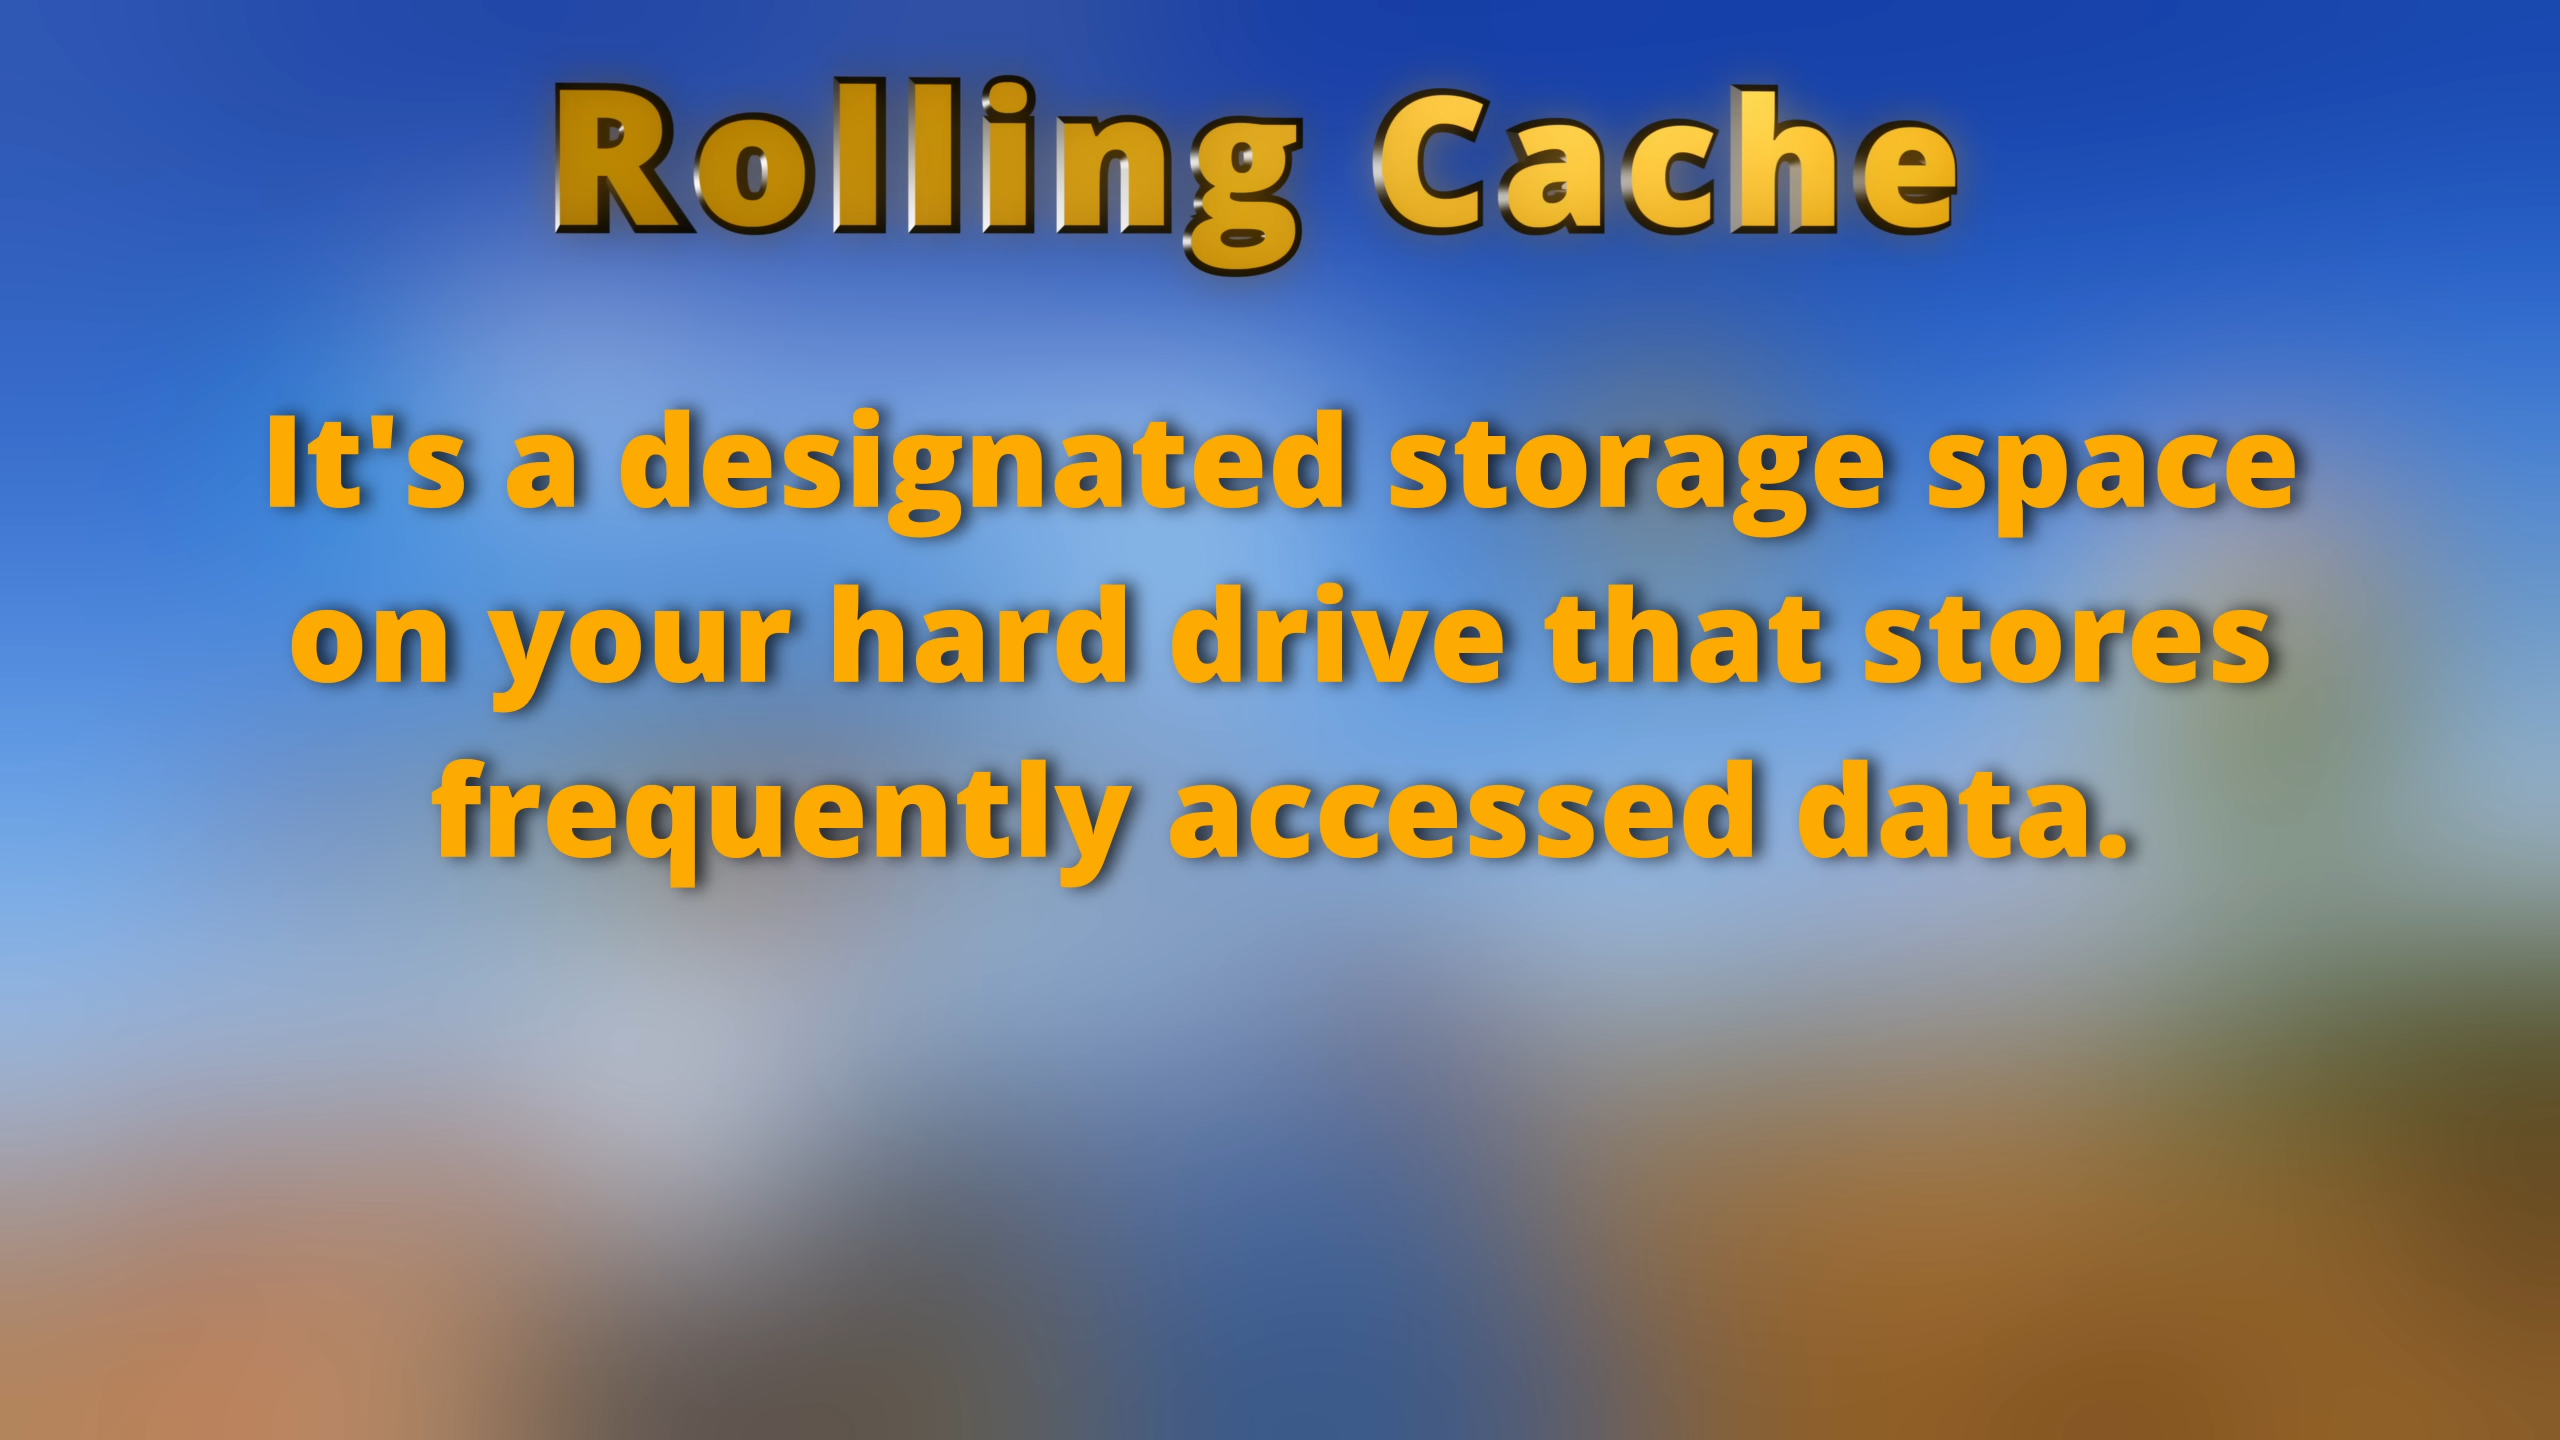 Rolling Cache
It's a designated storage space
on your hard drive that stores
frequently accessed data.